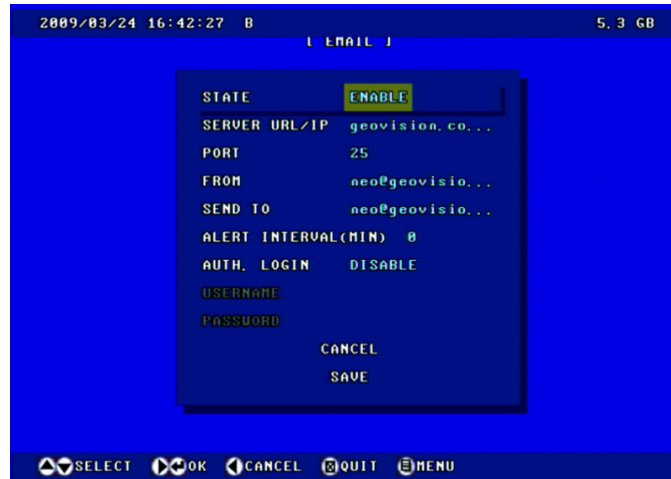 2009/03/24 16:42:27 B 5.3 GB
[ EMAIL ]
STATE ENABLE
SERVER URL/IP geovision.co...
PORT 25
FROM neo@geovisio...
SEND TO neo@geovisio...
ALERT INTERVAL(MIN) 0
AUTH. LOGIN DISABLE
USERNAME
PASSWORD
CANCEL
SAVE
SELECT OK CANCEL QUIT MENU